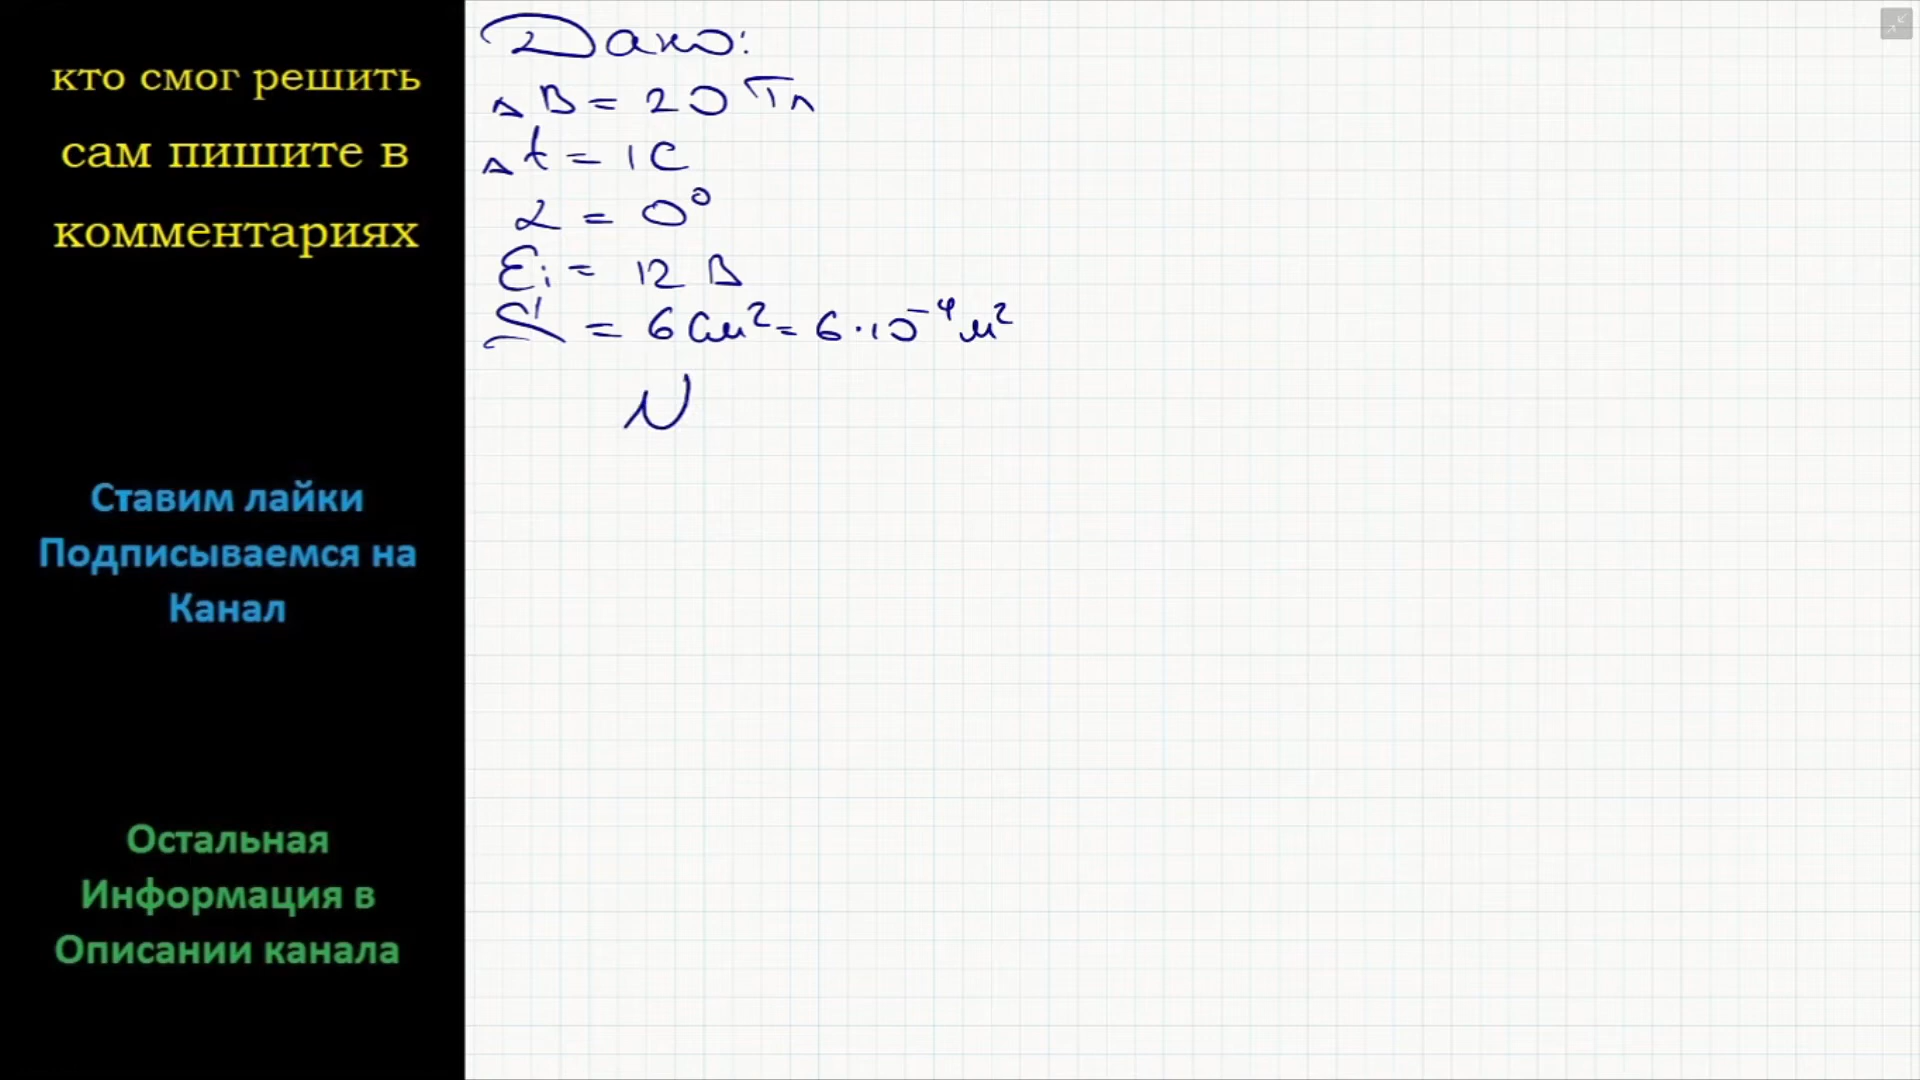 кто смог решить
сам пишите в
комментариях
Ставим лайки
Подписываемся на
Канал
Остальная
Информация в
Описании канала
Дано:
ΔB = 20 Тл
Δt = 1 C
α = 0°
Ɛi = 12 В
S = 6 см² = 6·10⁻⁴ м²
N